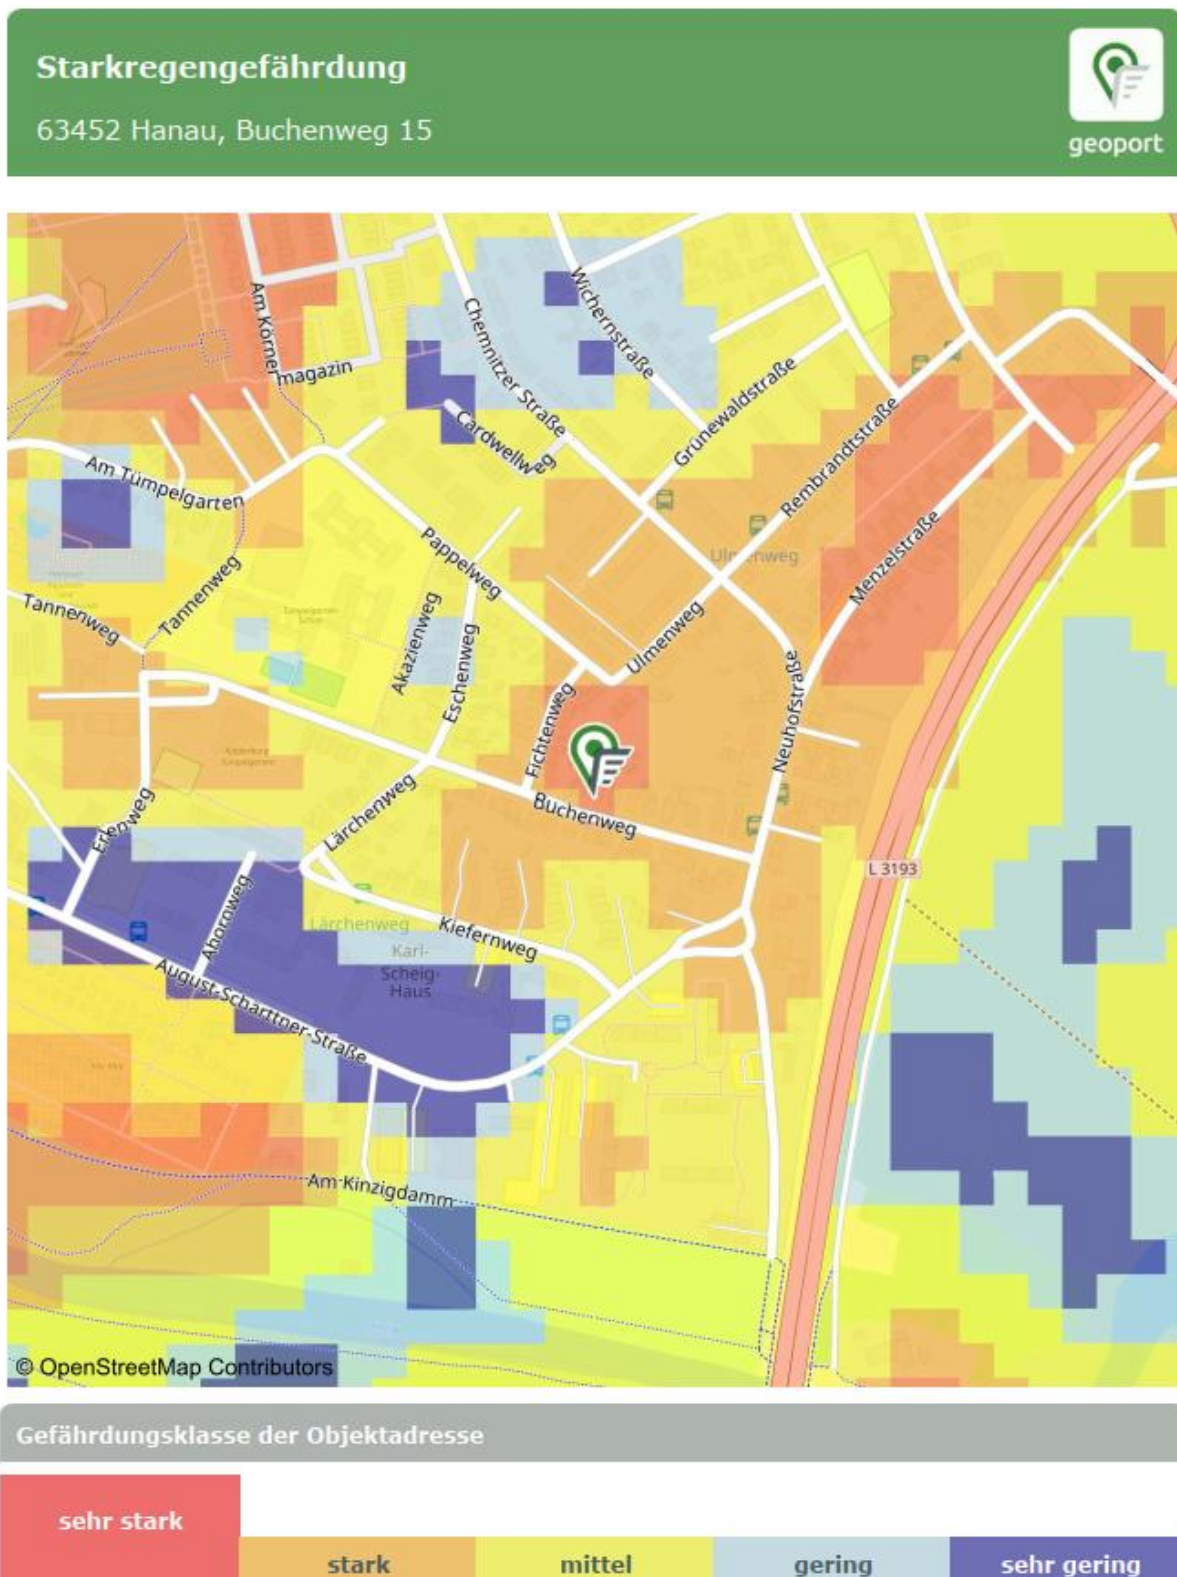 Starkregengefährdung
63452 Hanau, Buchenweg 15
geoport
Am Körnermagazin
Chemnitzer Straße
Wichernstraße
Cardwellweg
Grünewaldstraße
Rembrandtstraße
Am Tümpelgarten
Pappelweg
Ulmenweg
Menzelstraße
Tannenweg
Tannenweg
Akazienweg
Eschenweg
Ulmenweg
Neuhofstraße
Fichtenweg
Buchenweg
Lärchenweg
Erlenweg
L 3193
Ahornweg
Lärchenweg
Kiefernweg
Karl-
Scheig-
Haus
August-Schärttner-Straße
Am Kinzigdamm
© OpenStreetMap Contributors
Gefährdungsklasse der Objektadresse
sehr stark
stark
mittel
gering
sehr gering